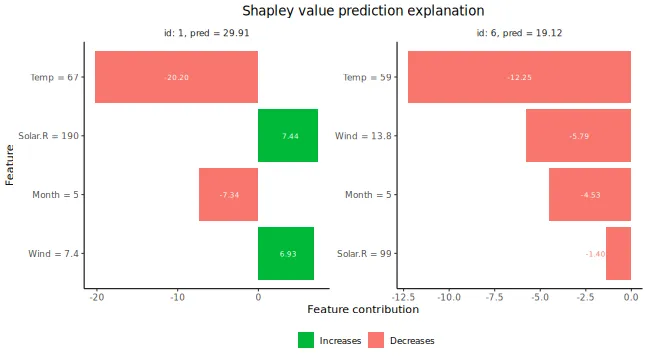 Shapley value prediction explanation
id: 1, pred = 29.91
id: 6, pred = 19.12
Feature
Temp = 67
-20.20
Solar.R = 190
7.44
Month = 5
-7.34
Wind = 7.4
6.93
-20
-10
0
Temp = 59
-12.25
Wind = 13.8
-5.79
Month = 5
-4.53
Solar.R = 99
-1.40
-12.5
-10.0
-7.5
-5.0
-2.5
0.0
Feature contribution
Increases
Decreases